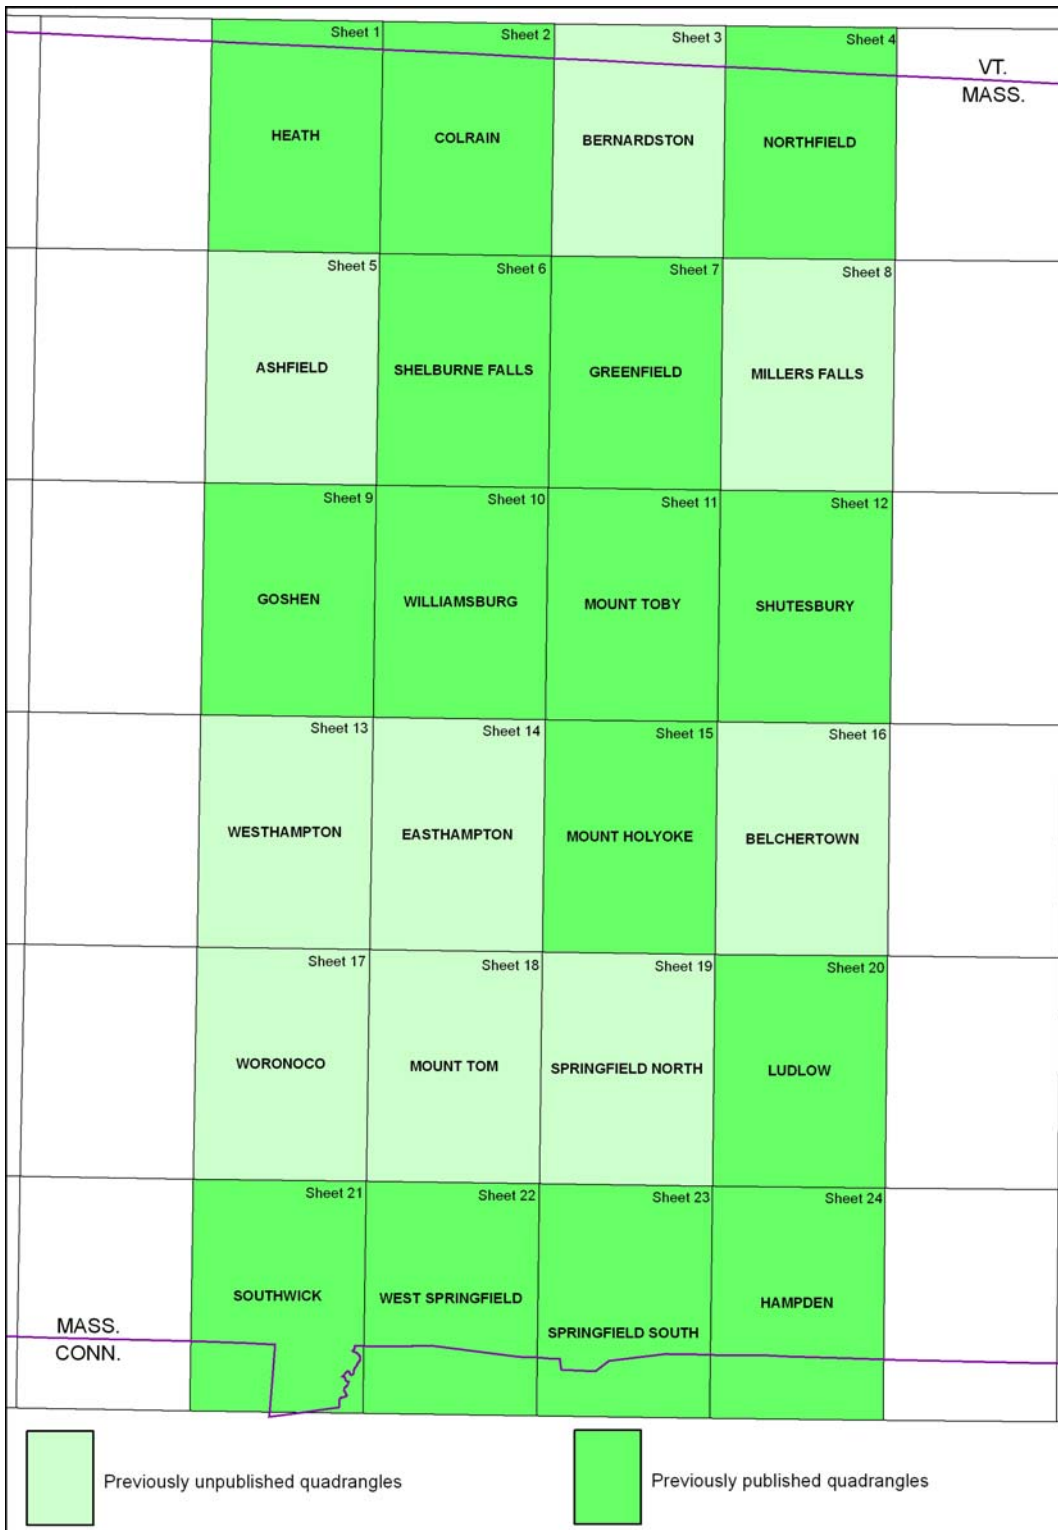 Sheet 1
Sheet 2
Sheet 3
Sheet 4
VT.
MASS.
HEATH
COLRAIN
BERNARDSTON
NORTHFIELD
Sheet 5
Sheet 6
Sheet 7
Sheet 8
ASHFIELD
SHELBURNE FALLS
GREENFIELD
MILLERS FALLS
Sheet 9
Sheet 10
Sheet 11
Sheet 12
GOSHEN
WILLIAMSBURG
MOUNT TOBY
SHUTESBURY
Sheet 13
Sheet 14
Sheet 15
Sheet 16
WESTHAMPTON
EASTHAMPTON
MOUNT HOLYOKE
BELCHERTOWN
Sheet 17
Sheet 18
Sheet 19
Sheet 20
WORONOCO
MOUNT TOM
SPRINGFIELD NORTH
LUDLOW
Sheet 21
Sheet 22
Sheet 23
Sheet 24
SOUTHWICK
WEST SPRINGFIELD
SPRINGFIELD SOUTH
HAMPDEN
MASS.
CONN.
Previously unpublished quadrangles
Previously published quadrangles